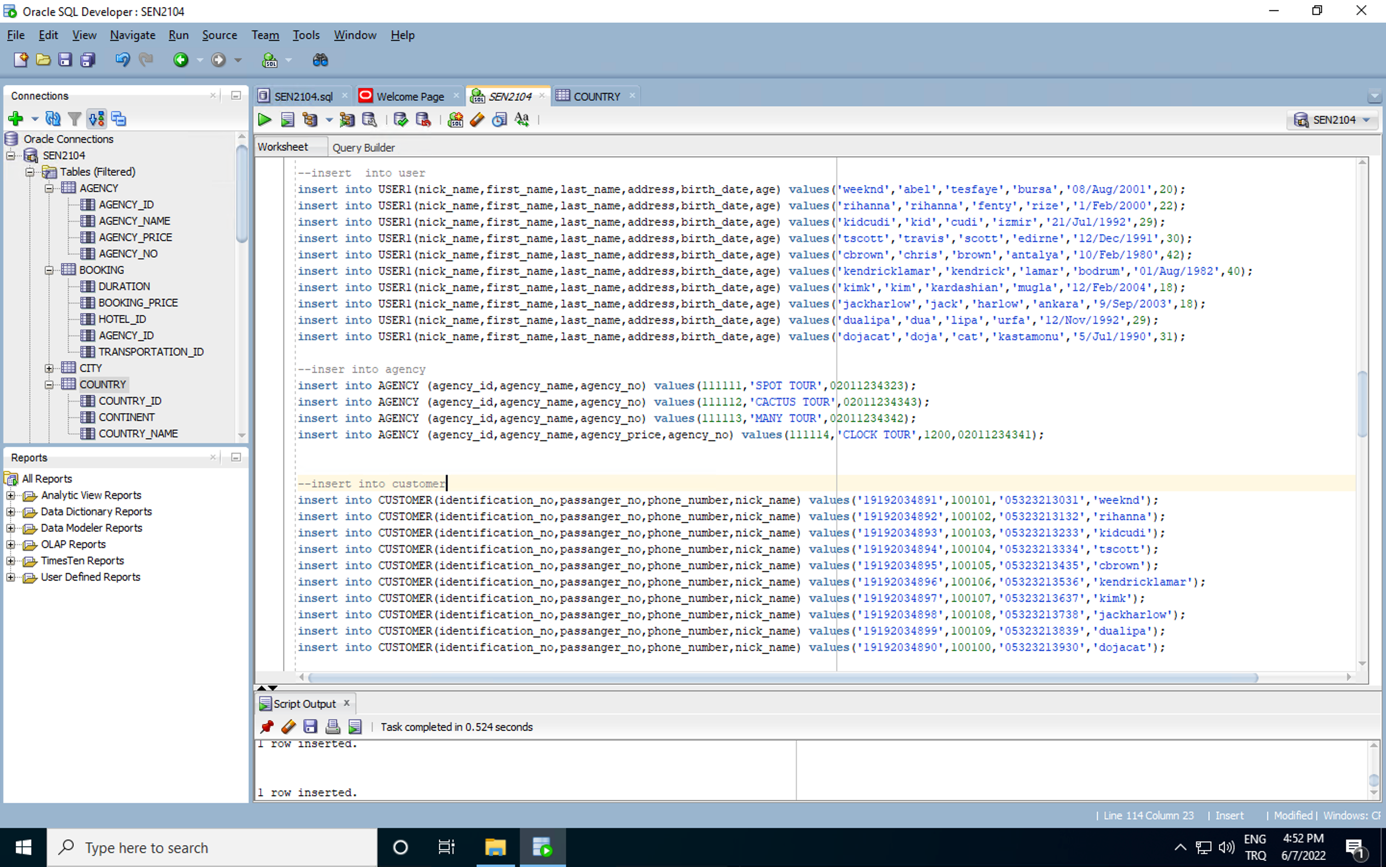 Oracle SQL Developer : SEN2104
File Edit View Navigate Run Source Team Tools Window Help
Connections
Oracle Connections
SEN2104
Tables (Filtered)
AGENCY
AGENCY_ID
AGENCY_NAME
AGENCY_PRICE
AGENCY_NO
BOOKING
DURATION
BOOKING_PRICE
HOTEL_ID
AGENCY_ID
TRANSPORTATION_ID
CITY
COUNTRY
COUNTRY_ID
CONTINENT
COUNTRY_NAME
Reports
All Reports
Analytic View Reports
Data Dictionary Reports
Data Modeler Reports
OLAP Reports
TimesTen Reports
User Defined Reports
SEN2104.sql Welcome Page SEN2104 COUNTRY
SEN2104
Worksheet Query Builder
--insert  into user
insert into USER1(nick_name,first_name,last_name,address,birth_date,age) values('weeknd','abel','tesfaye','bursa','08/Aug/2001',20);
insert into USER1(nick_name,first_name,last_name,address,birth_date,age) values('rihanna','rihanna','fenty','rize','1/Feb/2000',22);
insert into USER1(nick_name,first_name,last_name,address,birth_date,age) values('kidcudi','kid','cudi','izmir','21/Jul/1992',29);
insert into USER1(nick_name,first_name,last_name,address,birth_date,age) values('tscott','travis','scott','edirne','12/Dec/1991',30);
insert into USER1(nick_name,first_name,last_name,address,birth_date,age) values('cbrown','chris','brown','antalya','10/Feb/1980',42);
insert into USER1(nick_name,first_name,last_name,address,birth_date,age) values('kendricklamar','kendrick','lamar','bodrum','01/Aug/1982',40);
insert into USER1(nick_name,first_name,last_name,address,birth_date,age) values('kimk','kim','kardashian','mugla','12/Feb/2004',18);
insert into USER1(nick_name,first_name,last_name,address,birth_date,age) values('jackharlow','jack','harlow','ankara','9/Sep/2003',18);
insert into USER1(nick_name,first_name,last_name,address,birth_date,age) values('dualipa','dua','lipa','urfa','12/Nov/1992',29);
insert into USER1(nick_name,first_name,last_name,address,birth_date,age) values('dojacat','doja','cat','kastamonu','5/Jul/1990',31);
--inser into agency
insert into AGENCY (agency_id,agency_name,agency_no) values(111111,'SPOT TOUR',02011234323);
insert into AGENCY (agency_id,agency_name,agency_no) values(111112,'CACTUS TOUR',02011234343);
insert into AGENCY (agency_id,agency_name,agency_no) values(111113,'MANY TOUR',02011234342);
insert into AGENCY (agency_id,agency_name,agency_price,agency_no) values(111114,'CLOCK TOUR',1200,02011234341);
--insert into customer
insert into CUSTOMER(identification_no,passanger_no,phone_number,nick_name) values('19192034891',100101,'05323213031','weeknd');
insert into CUSTOMER(identification_no,passanger_no,phone_number,nick_name) values('19192034892',100102,'05323213132','rihanna');
insert into CUSTOMER(identification_no,passanger_no,phone_number,nick_name) values('19192034893',100103,'05323213233','kidcudi');
insert into CUSTOMER(identification_no,passanger_no,phone_number,nick_name) values('19192034894',100104,'05323213334','tscott');
insert into CUSTOMER(identification_no,passanger_no,phone_number,nick_name) values('19192034895',100105,'05323213435','cbrown');
insert into CUSTOMER(identification_no,passanger_no,phone_number,nick_name) values('19192034896',100106,'05323213536','kendricklamar');
insert into CUSTOMER(identification_no,passanger_no,phone_number,nick_name) values('19192034897',100107,'05323213637','kimk');
insert into CUSTOMER(identification_no,passanger_no,phone_number,nick_name) values('19192034898',100108,'05323213738','jackharlow');
insert into CUSTOMER(identification_no,passanger_no,phone_number,nick_name) values('19192034899',100109,'05323213839','dualipa');
insert into CUSTOMER(identification_no,passanger_no,phone_number,nick_name) values('19192034890',100100,'05323213930','dojacat');
Script Output
Task completed in 0.524 seconds
1 row inserted.
1 row inserted.
Line 114 Column 23 | Insert | Modified | Windows: CF
Type here to search
ENG
TRQ
4:52 PM
6/7/2022
1